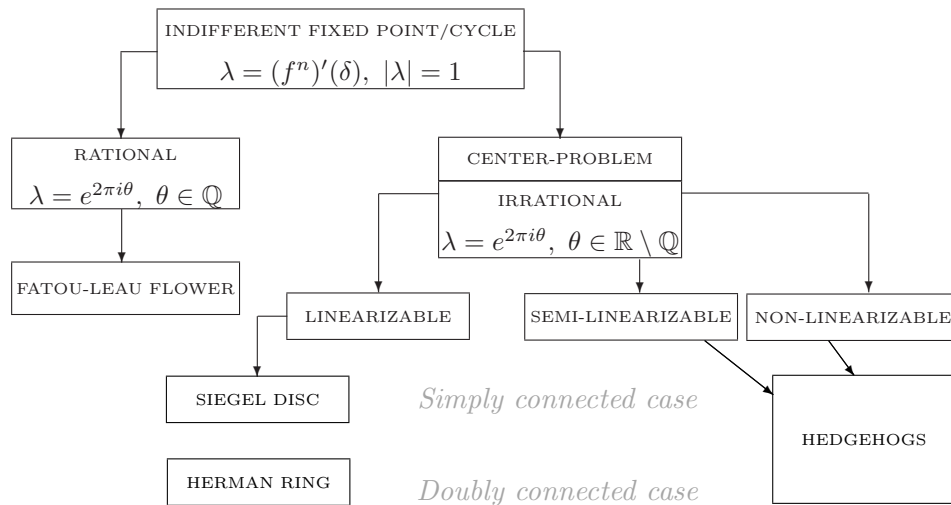 INDIFFERENT FIXED POINT/CYCLE
λ = (fⁿ)′(δ), |λ| = 1
RATIONAL
λ = e^{2πiθ}, θ ∈ ℚ
CENTER-PROBLEM
IRRATIONAL
λ = e^{2πiθ}, θ ∈ ℝ \ ℚ
FATOU-LEAU FLOWER
LINEARIZABLE
SEMI-LINEARIZABLE
NON-LINEARIZABLE
SIEGEL DISC
Simply connected case
HEDGEHOGS
HERMAN RING
Doubly connected case